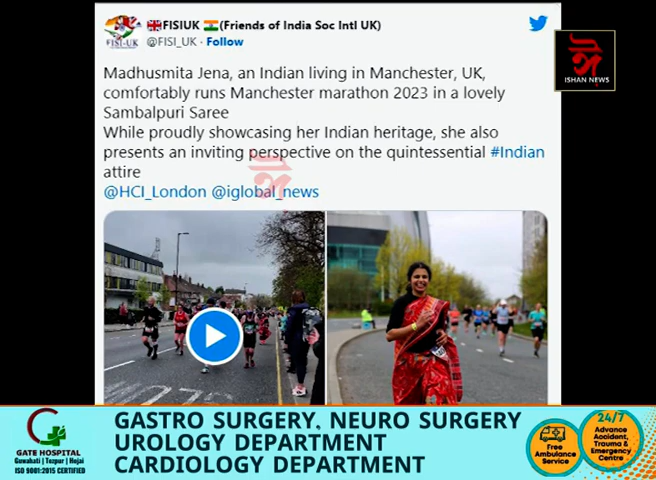 FISIUK (Friends of India Soc Intl UK)
@FISI_UK · Follow
ISHAN NEWS
Madhusmita Jena, an Indian living in Manchester, UK,
comfortably runs Manchester marathon 2023 in a lovely
Sambalpuri Saree
While proudly showcasing her Indian heritage, she also
presents an inviting perspective on the quintessential #Indian
attire
@HCI_London @iglobal_news
GATE HOSPITAL
Guwahati | Tezpur | Hojai
ISO 9001:2015 CERTIFIED
GASTRO SURGERY, NEURO SURGERY
UROLOGY DEPARTMENT
CARDIOLOGY DEPARTMENT
Free
Ambulance
Service
24/7
Advance
Accident,
Trauma &
Emergency
Centre